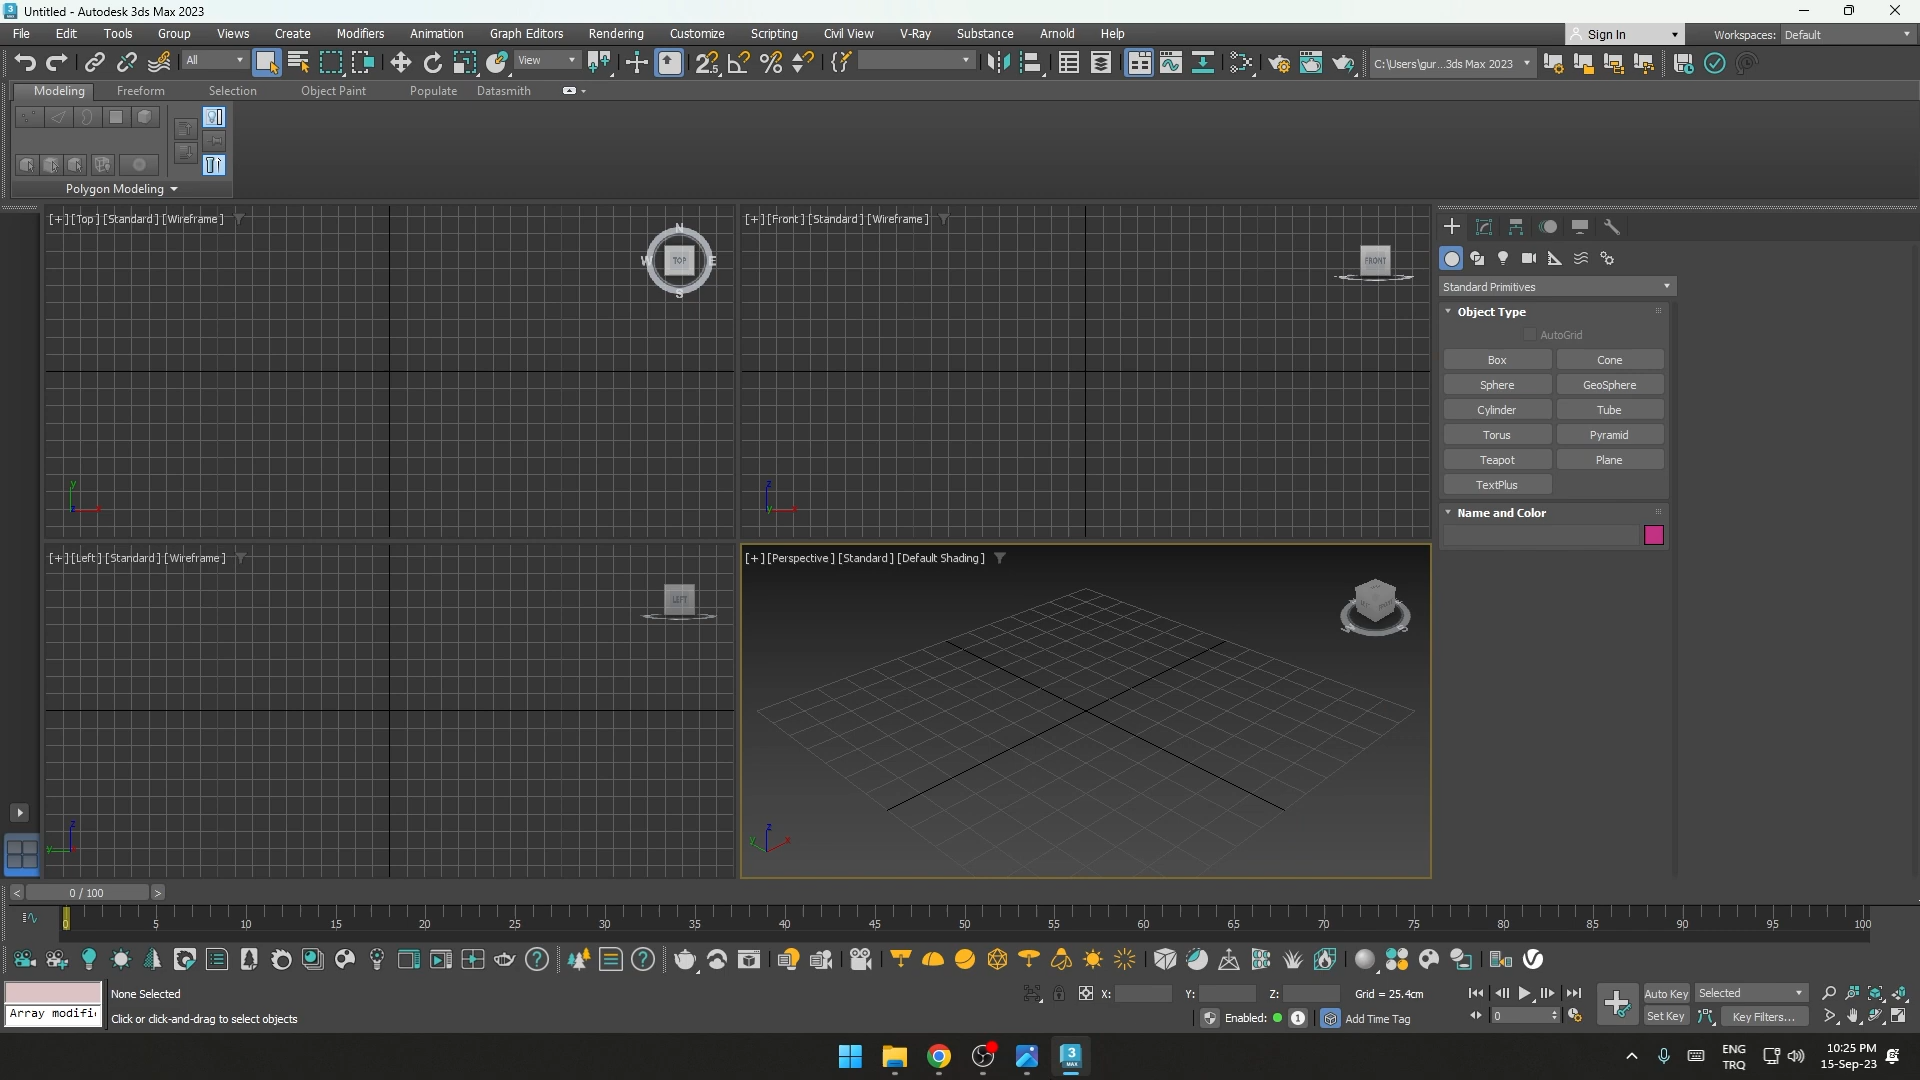 Untitled - Autodesk 3ds Max 2023
File Edit Tools Group Views Create Modifiers Animation Graph Editors Rendering Customize Scripting Civil View V-Ray Substance Arnold Help Sign In Workspaces: Default
All View C:\Users\gur...3ds Max 2023
Modeling Freeform Selection Object Paint Populate Datasmith
Polygon Modeling
[+] [Top] [Standard] [Wireframe]
N
W TOP E
S
y
z x
[+] [Front] [Standard] [Wireframe]
FRONT
z
y x
[+] [Left] [Standard] [Wireframe]
LEFT
z
y
[+] [Perspective] [Standard] [Default Shading]
z
y x
Standard Primitives
Object Type
AutoGrid
Box Cone
Sphere GeoSphere
Cylinder Tube
Torus Pyramid
Teapot Plane
TextPlus
Name and Color
< 0 / 100 >
0 5 10 15 20 25 30 35 40 45 50 55 60 65 70 75 80 85 90 95 100
None Selected X: Y: Z: Grid = 25.4cm Auto Key Selected
Array modifi
Click or click-and-drag to select objects Enabled: 1 Add Time Tag 0 Set Key Key Filters...
3 MAX
ENG 10:25 PM
TRQ 15-Sep-23